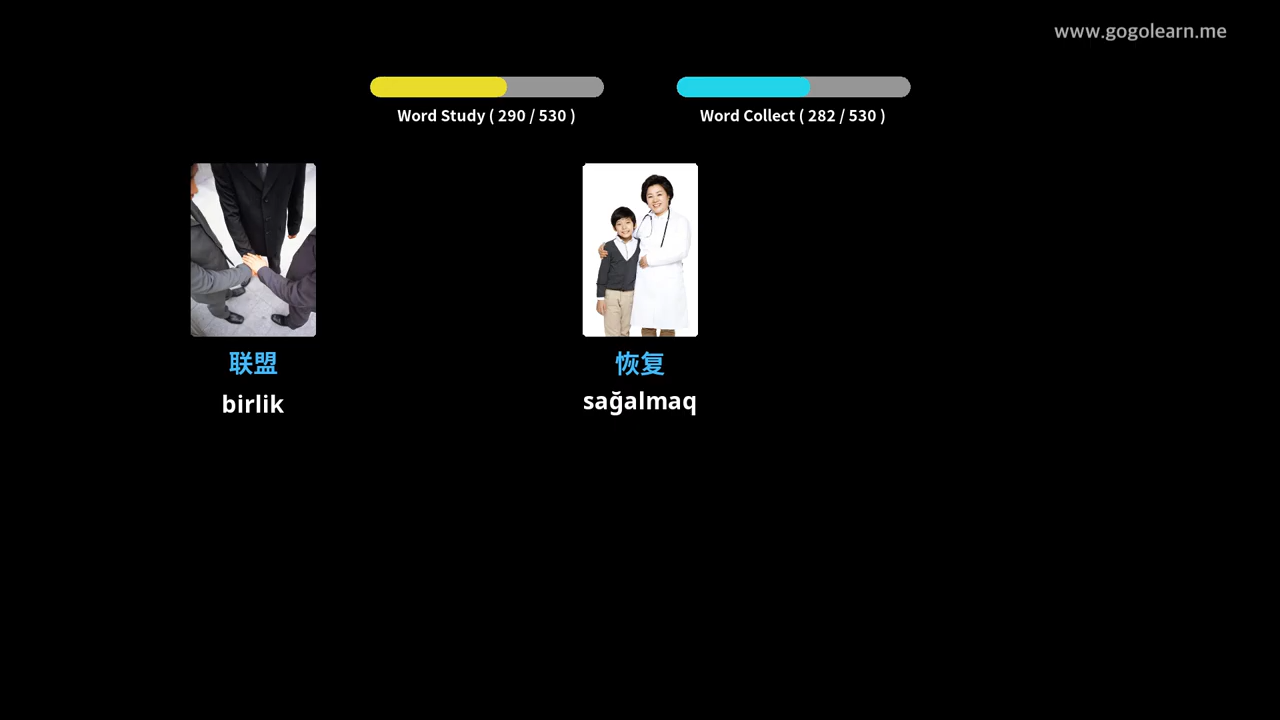 www.gogolearn.me
Word Study ( 290 / 530 )
Word Collect ( 282 / 530 )
联盟
birlik
恢复
sağalmaq